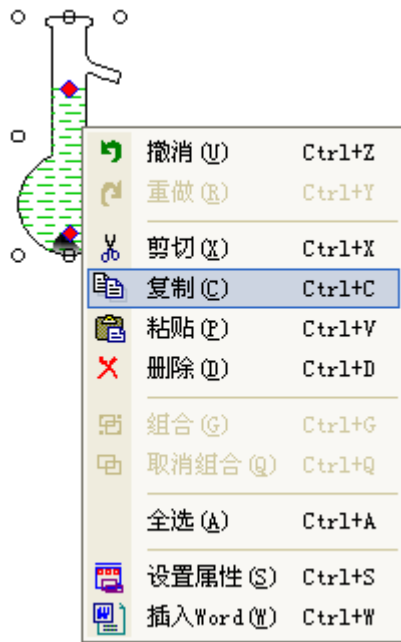 撤消(U) Ctrl+Z
重做(R) Ctrl+Y
剪切(X) Ctrl+X
复制(C) Ctrl+C
粘贴(P) Ctrl+V
删除(D) Ctrl+D
组合(G) Ctrl+G
取消组合(Q) Ctrl+Q
全选(A) Ctrl+A
设置属性(S) Ctrl+S
插入Word(W) Ctrl+W